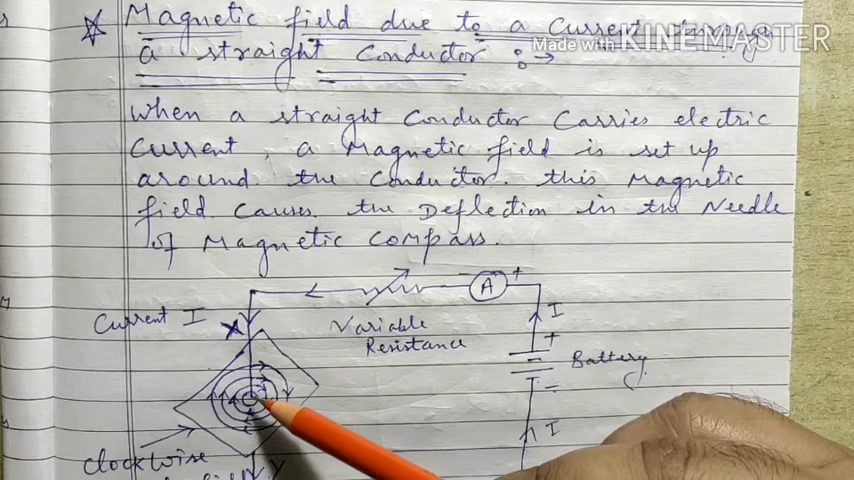 Magnetic field due to a Current through
Made with KINEMASTER
a straight Conductor :→
When a straight Conductor Carries electric
Current, a Magnetic field is set up
around the Conductor. this Magnetic
field causes the Deflection in the Needle
of Magnetic Compass.
A
+
Current I
X
Variable
Resistance
I
+
Battery
-
I
Clockwise
Y